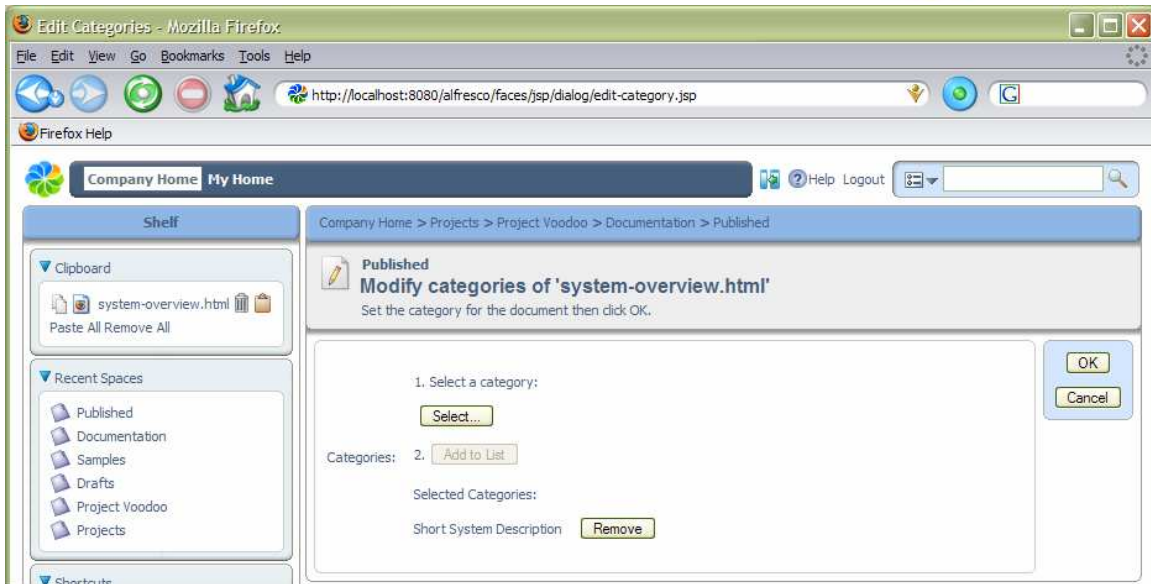 Edit Categories - Mozilla Firefox
File Edit View Go Bookmarks Tools Help
http://localhost:8080/alfresco/faces/jsp/dialog/edit-category.jsp
G
Firefox Help
Company Home My Home
Help Logout
Shelf
Company Home > Projects > Project Voodoo > Documentation > Published
Clipboard
system-overview.html
Paste All Remove All
Recent Spaces
Published
Documentation
Samples
Drafts
Project Voodoo
Projects
Shortcuts
Published
Modify categories of 'system-overview.html'
Set the category for the document then click OK.
1. Select a category:
Select...
Categories: 2. Add to List
Selected Categories:
Short System Description Remove
OK
Cancel